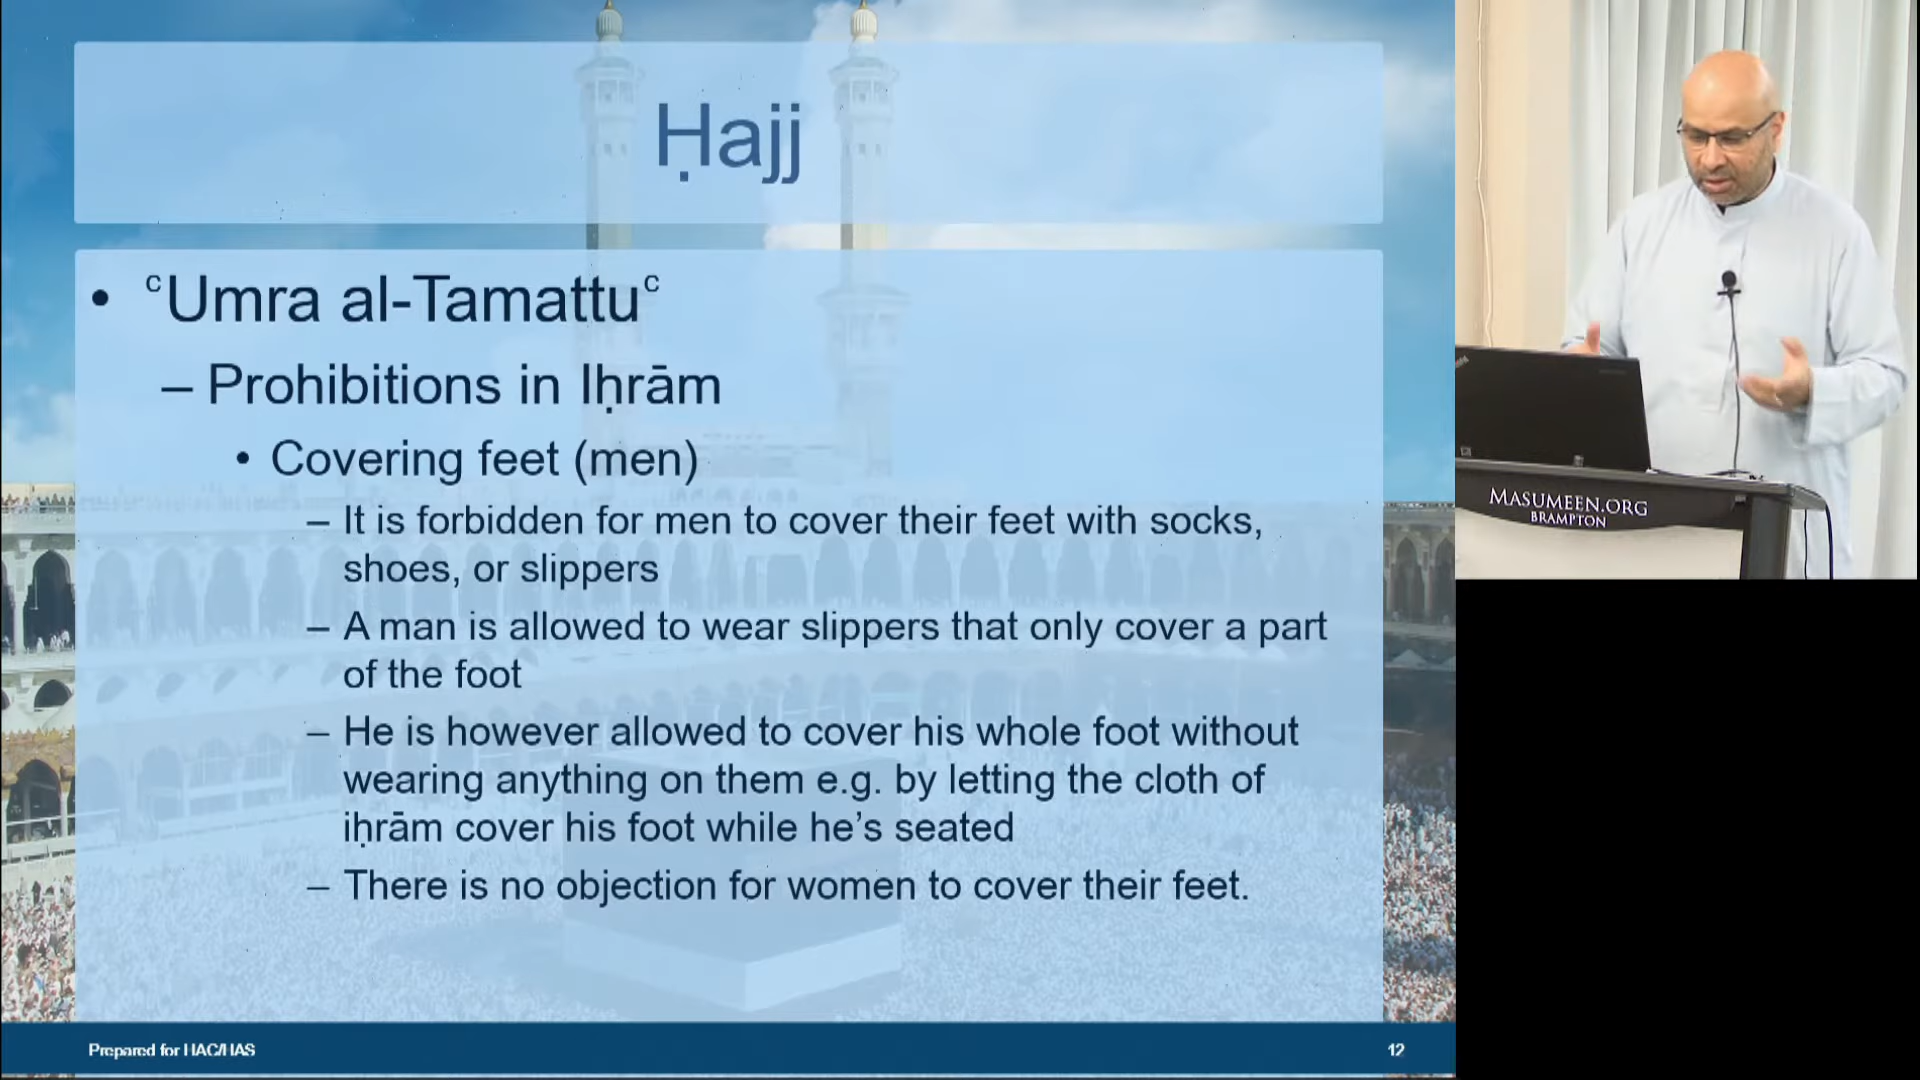 Ḥajj
• ᶜUmra al-Tamattuᶜ
– Prohibitions in Iḥrām
• Covering feet (men)
– It is forbidden for men to cover their feet with socks,
shoes, or slippers
– A man is allowed to wear slippers that only cover a part
of the foot
– He is however allowed to cover his whole foot without
wearing anything on them e.g. by letting the cloth of
iḥrām cover his foot while he's seated
– There is no objection for women to cover their feet.
Prepared for HAC/HAS
12
MASUMEEN.ORG
BRAMPTON